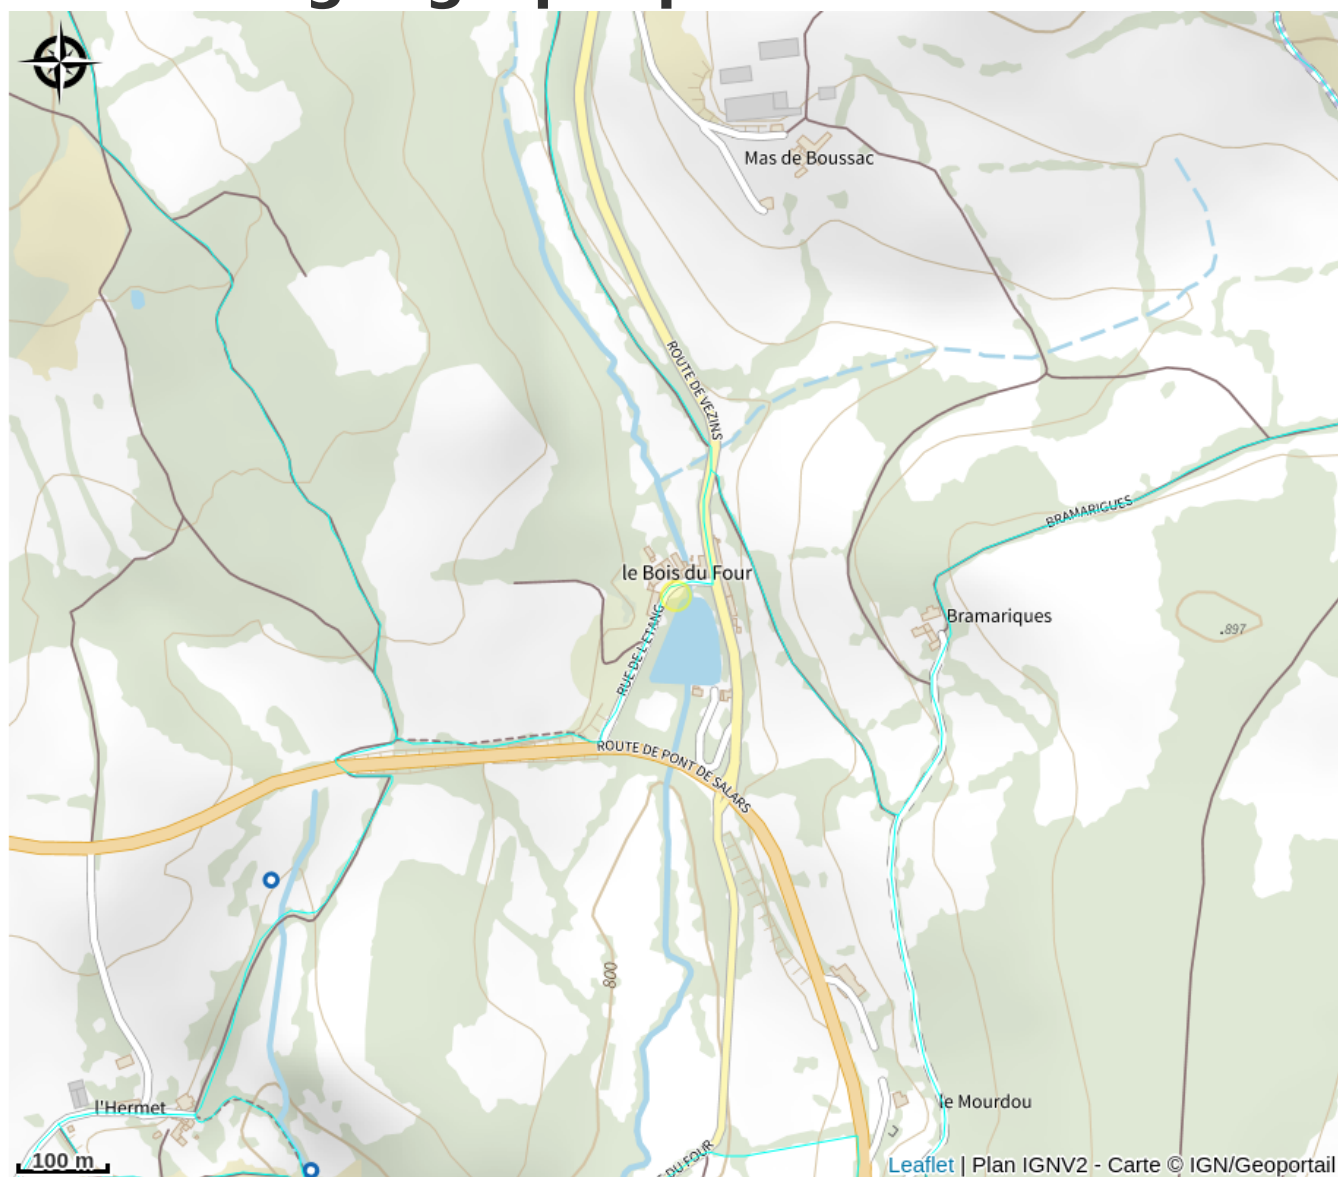 Mas de Boussac
ROUTE DE VEZINS
BRAMARIGUES
le Bois du Four
Bramariques
.897
RUE DE L'ETANG
ROUTE DE PONT DE SALARS
800
l'Hermet
le Mourdou
DU FOUR
100 m
Leaflet | Plan IGNV2 - Carte © IGN/Geoportail